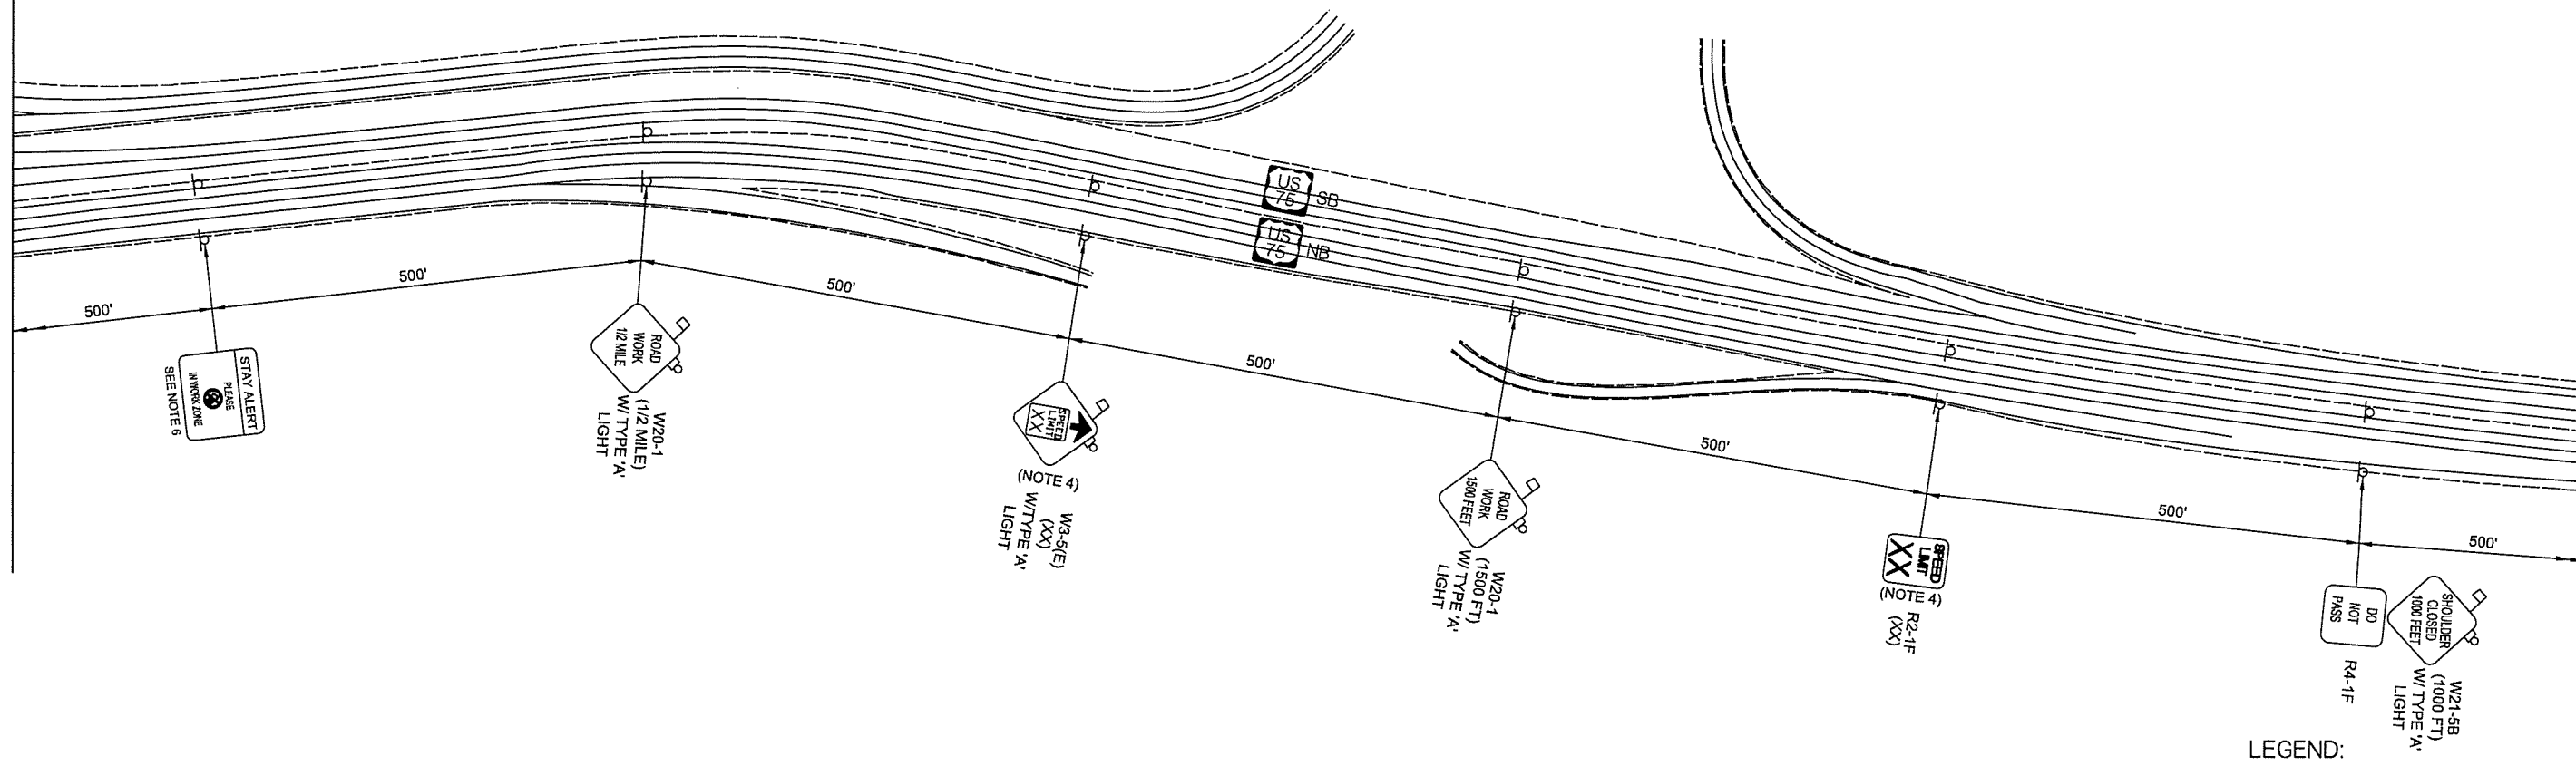 US
75
SB
US
75
NB
500'
500'
500'
500'
500'
500'
500'
STAY ALERT
PLEASE
IN WORK ZONE
SEE NOTE 6
ROAD
WORK
1/2 MILE
W20-1
(1/2 MILE)
W/ TYPE 'A'
LIGHT
SPEED
LIMIT
XX
(NOTE 4)
W3-5(E)
(XX)
W/TYPE 'A'
LIGHT
ROAD
WORK
1500 FEET
W20-1
(1500 FT)
W/ TYPE 'A'
LIGHT
SPEED
LIMIT
XX
(NOTE 4)
R2-1F
(XX)
DO
NOT
PASS
R4-1F
SHOULDER
CLOSED
1000 FEET
W21-5B
(1000 FT)
W/ TYPE 'A'
LIGHT
LEGEND: